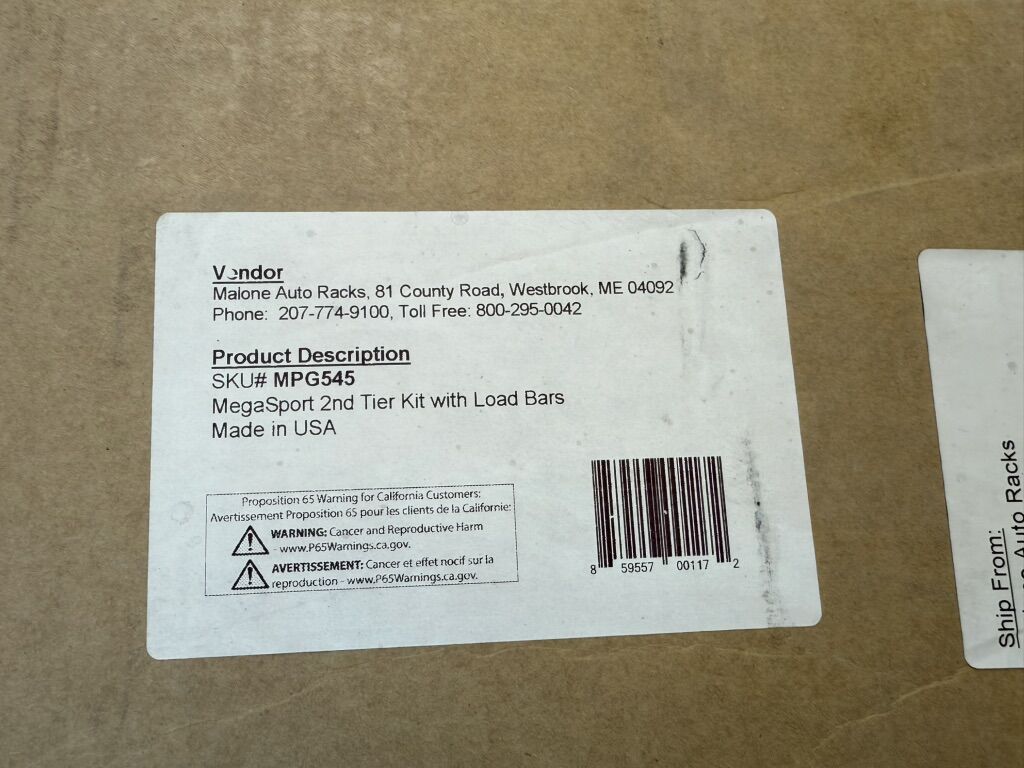 Vendor
Malone Auto Racks, 81 County Road, Westbrook, ME 04092
Phone: 207-774-9100, Toll Free: 800-295-0042
Product Description
SKU# MPG545
MegaSport 2nd Tier Kit with Load Bars
Made in USA
Proposition 65 Warning for California Customers:
Avertissement Proposition 65 pour les clients de la Californie:
WARNING: Cancer and Reproductive Harm
- www.P65Warnings.ca.gov.
AVERTISSEMENT: Cancer et effet nocif sur la
reproduction - www.P65Warnings.ca.gov.
8 59557 00117 2
Ship From:
Auto Racks